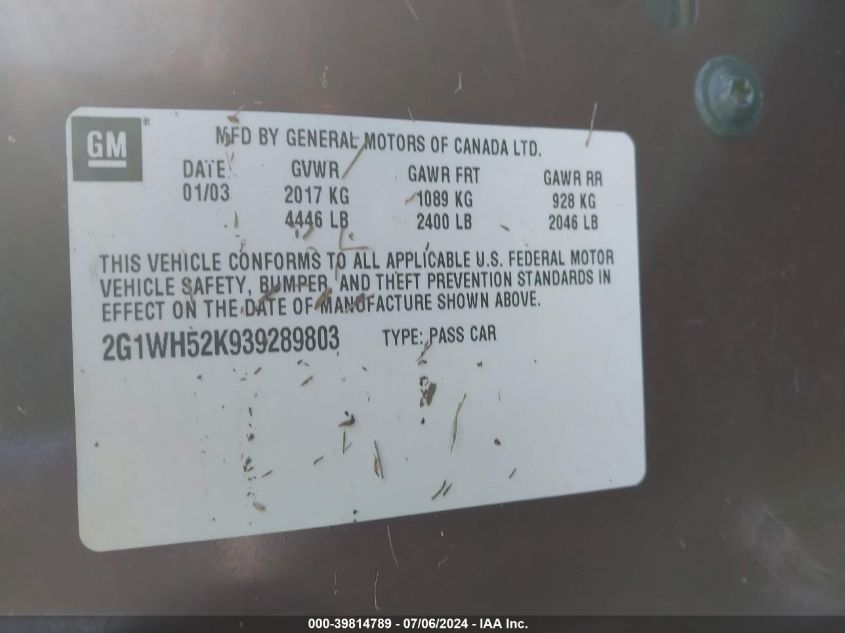 GM
MFD BY GENERAL MOTORS OF CANADA LTD.
DATE GVWR GAWR FRT GAWR RR
01/03 2017 KG 1089 KG 928 KG
4446 LB 2400 LB 2046 LB
THIS VEHICLE CONFORMS TO ALL APPLICABLE U.S. FEDERAL MOTOR
VEHICLE SAFETY, BUMPER, AND THEFT PREVENTION STANDARDS IN
EFFECT ON THE DATE OF MANUFACTURE SHOWN ABOVE.
2G1WH52K939289803 TYPE: PASS CAR
000-39814789 - 07/06/2024 - IAA Inc.